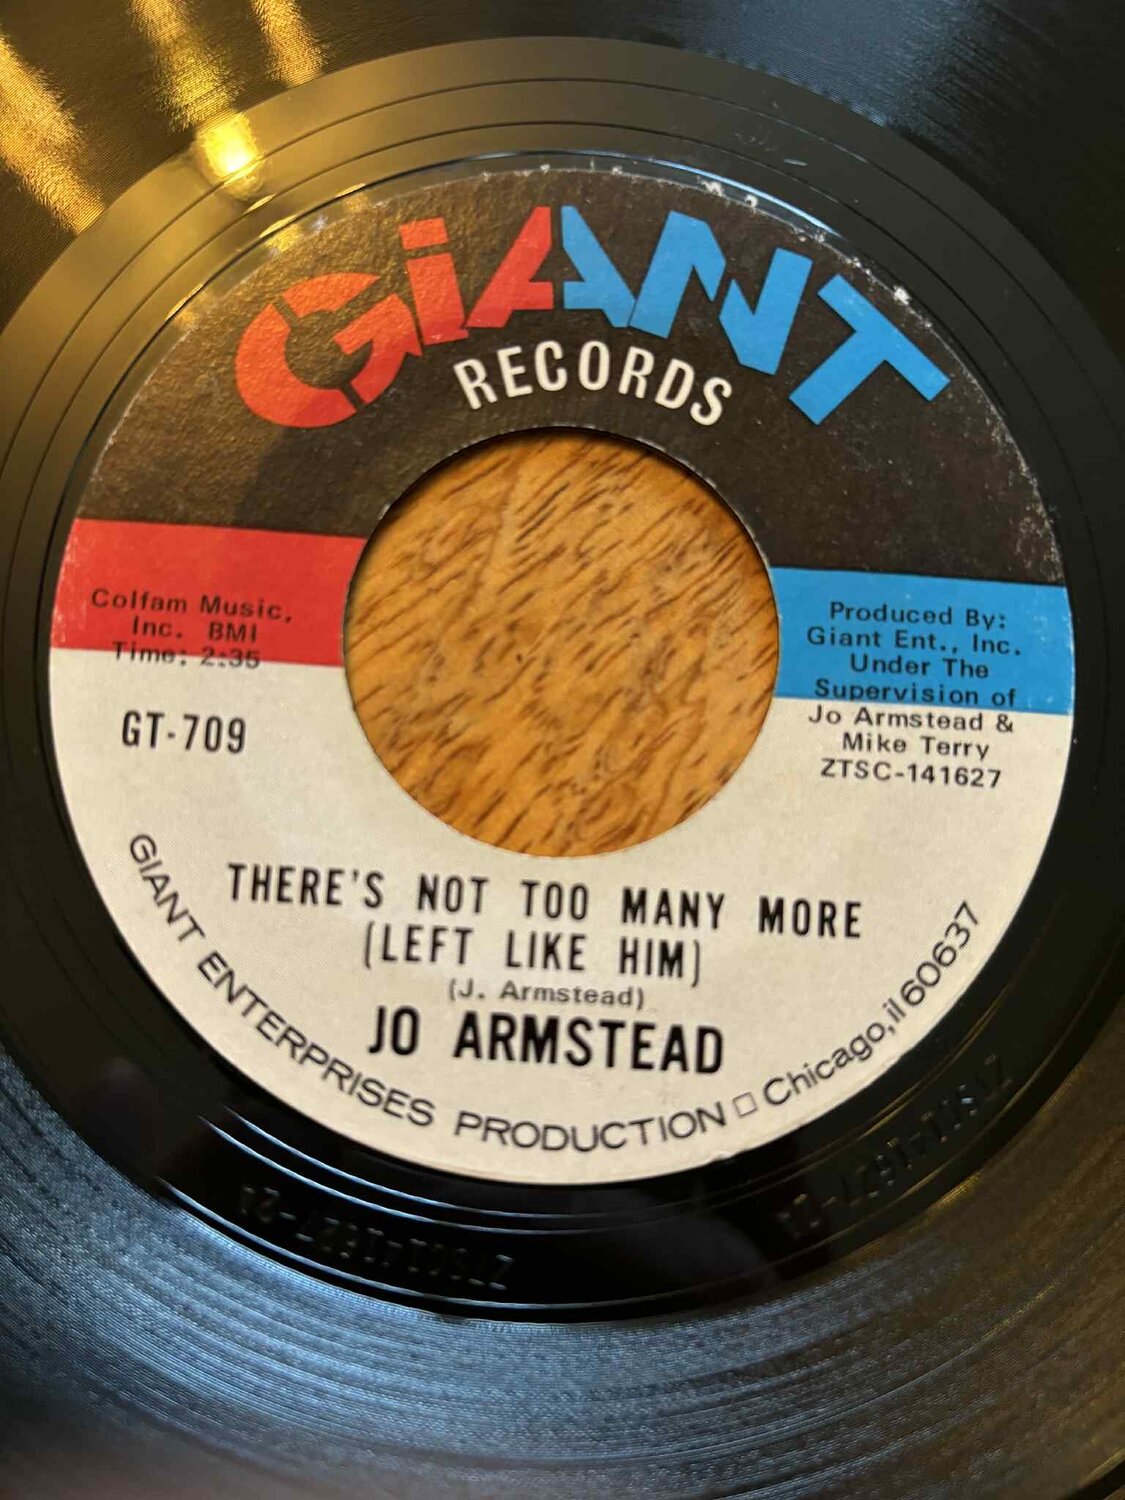 GIANT
RECORDS
Colfam Music,
Inc. BMI
Time: 2:35
GT-709
Produced By:
Giant Ent., Inc.
Under The
Supervision of
Jo Armstead &
Mike Terry
ZTSC-141627
THERE'S NOT TOO MANY MORE
(LEFT LIKE HIM)
(J. Armstead)
JO ARMSTEAD
GIANT ENTERPRISES PRODUCTION □ Chicago, il 60637